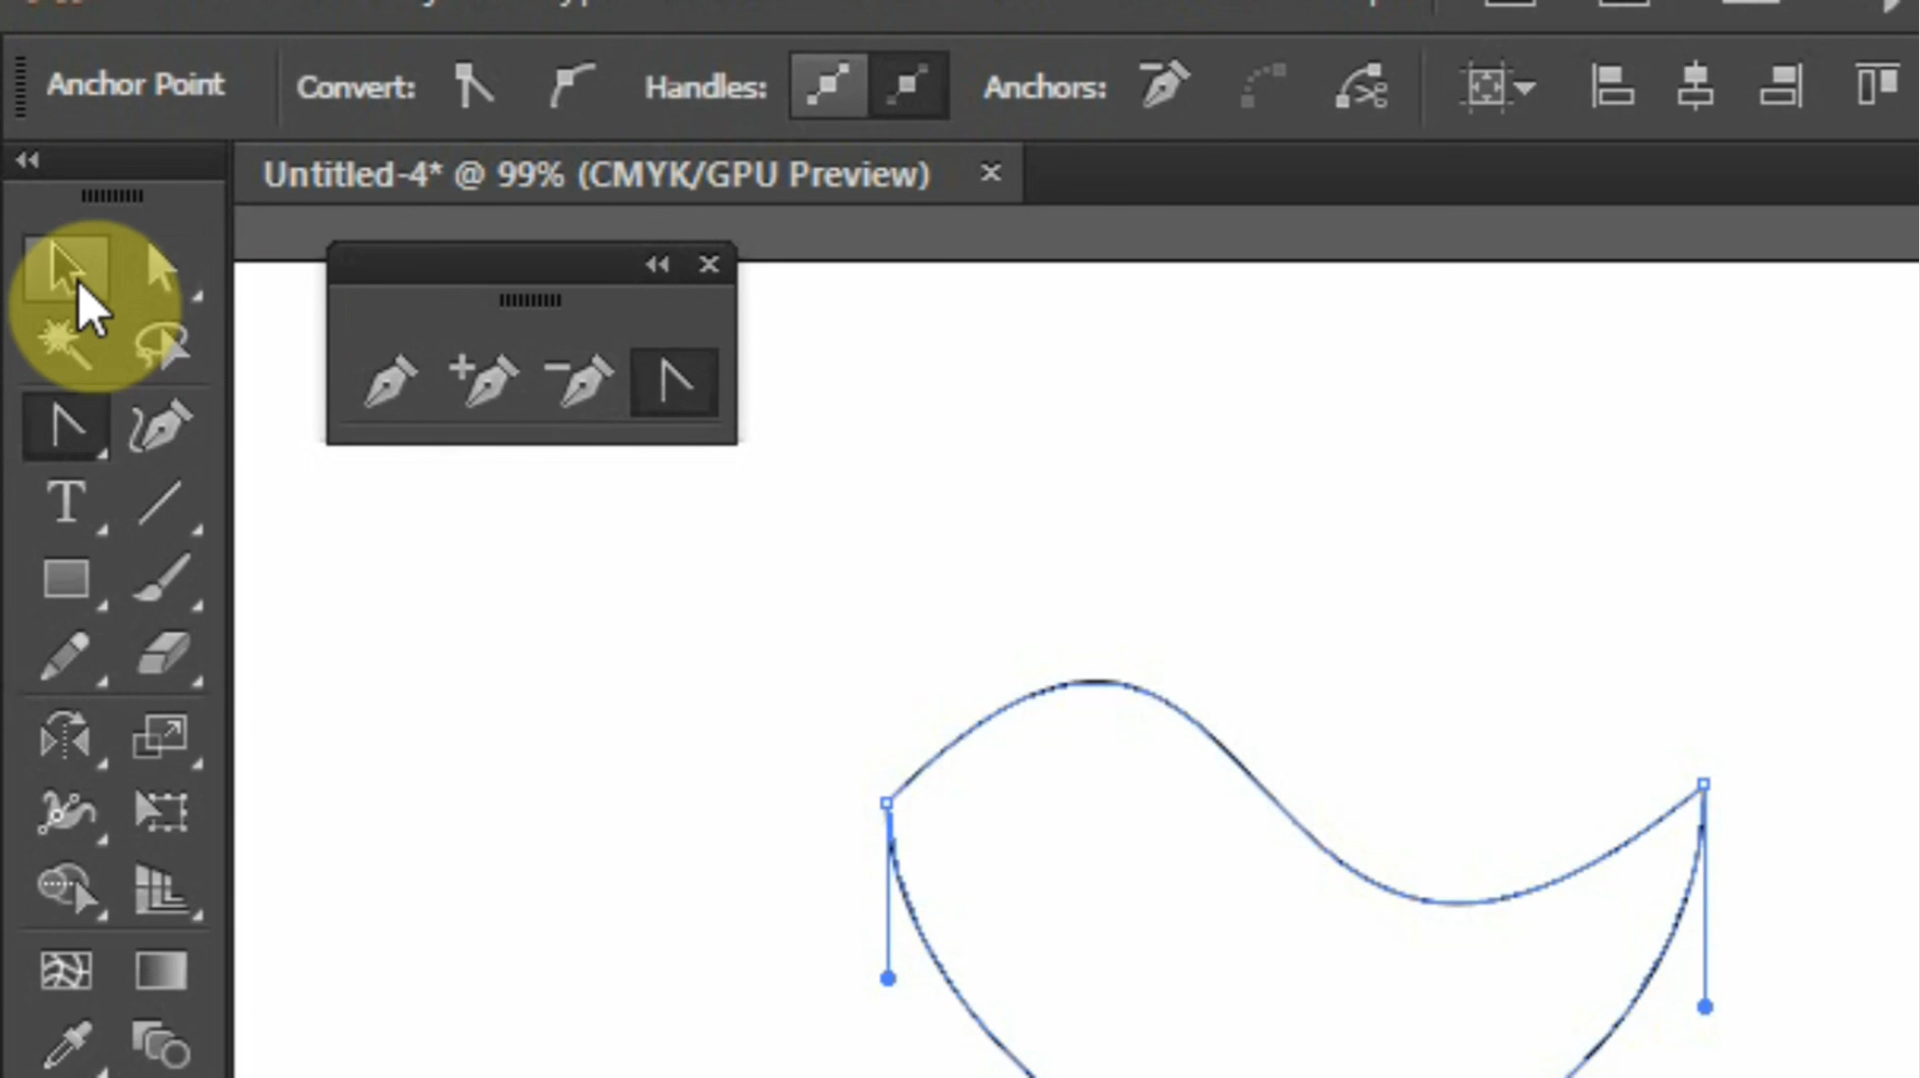 Anchor Point Convert: Handles: Anchors:
Untitled-4* @ 99% (CMYK/GPU Preview)